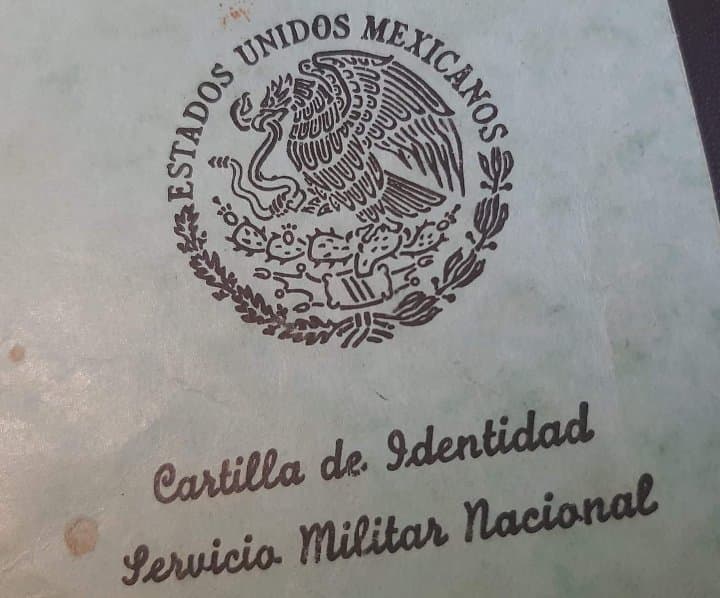 ESTADOS UNIDOS MEXICANOS
Cartilla de Identidad
Servicio Militar Nacional